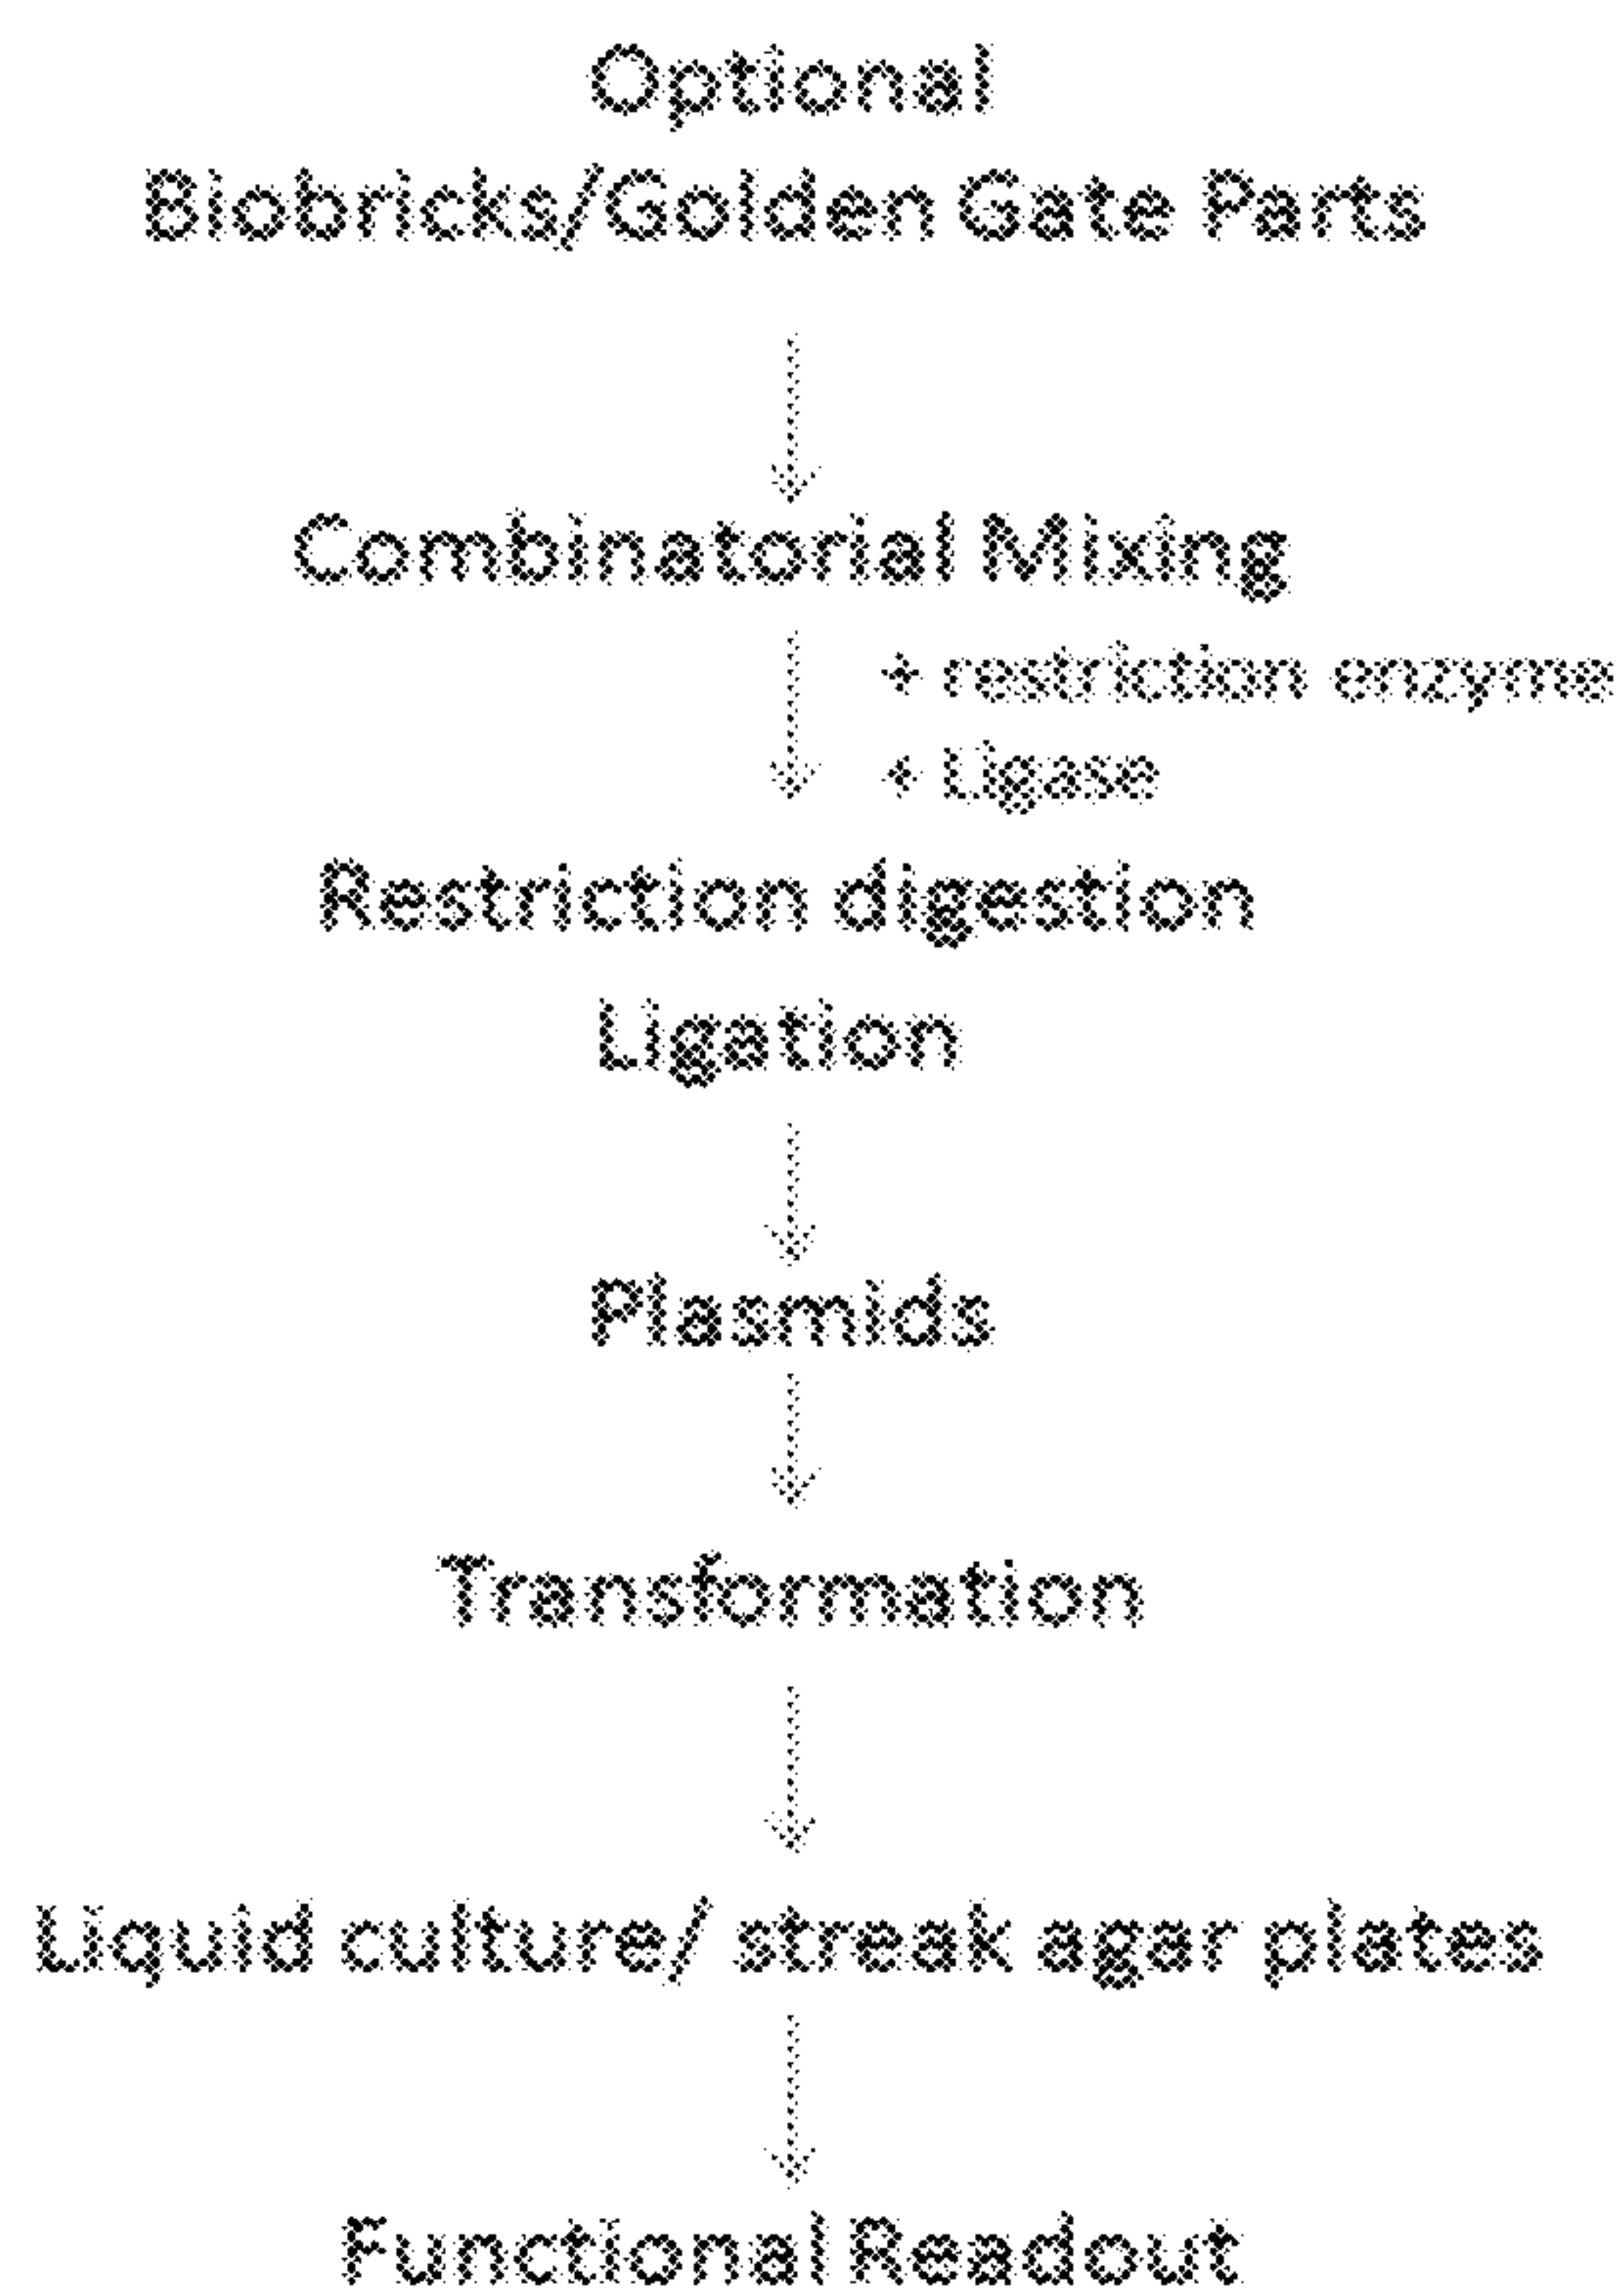 Optional
Biobricks/Golden Gate Parts
Combinatorial Mixing
+ restriction enzyme
+ Ligase
Restriction digestion
Ligation
Plasmids
Transformation
Liquid culture/ streak agar plates
Functional Readout